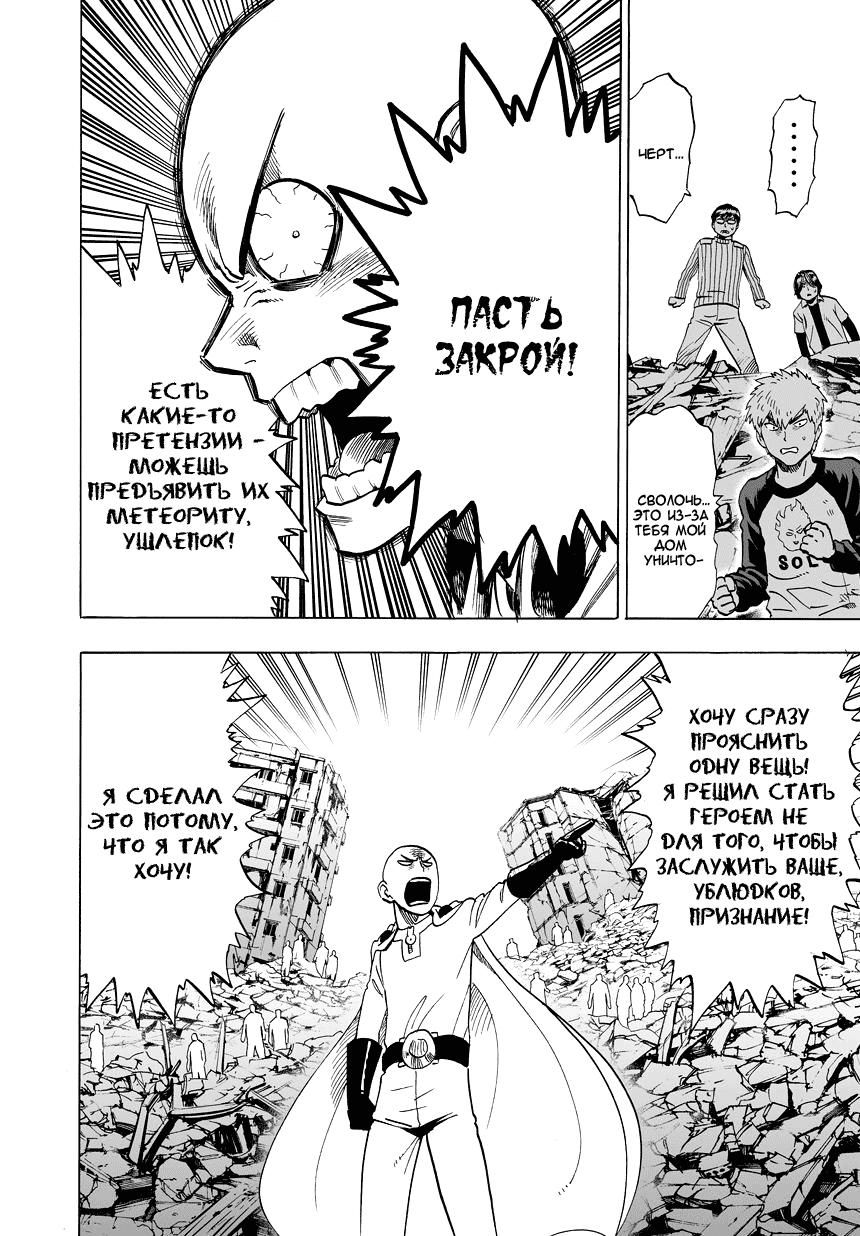 ......
ЧЕРТ...
СВОЛОЧЬ...
ЭТО ИЗ-ЗА
ТЕБЯ МОЙ
ДОМ
УНИЧТО-
SOL
ПАСТЬ
ЗАКРОЙ!
ЕСТЬ
КАКИЕ-ТО
ПРЕТЕНЗИИ -
МОЖЕШЬ
ПРЕДЪЯВИТЬ ИХ
МЕТЕОРИТУ,
УШЛЕПОК!
ХОЧУ СРАЗУ
ПРОЯСНИТЬ
ОДНУ ВЕЩЬ!
Я РЕШИЛ СТАТЬ
ГЕРОЕМ НЕ
ДЛЯ ТОГО, ЧТОБЫ
ЗАСЛУЖИТЬ ВАШЕ,
УБЛЮДКОВ,
ПРИЗНАНИЕ!
Я СДЕЛАЛ
ЭТО ПОТОМУ,
ЧТО Я ТАК
ХОЧУ!